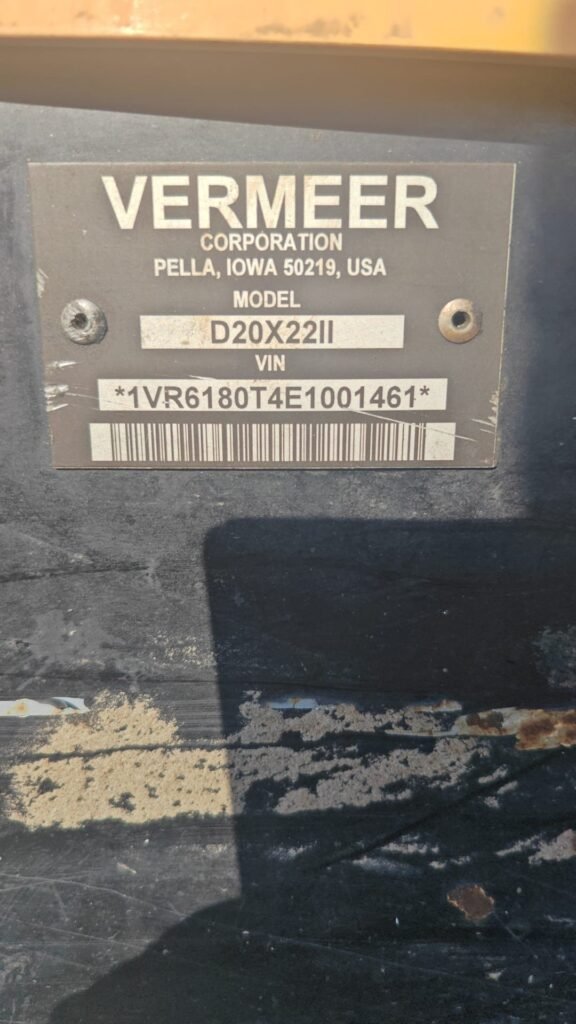 VERMEER
CORPORATION
PELLA, IOWA 50219, USA
MODEL
D20X22II
VIN
*1VR6180T4E1001461*